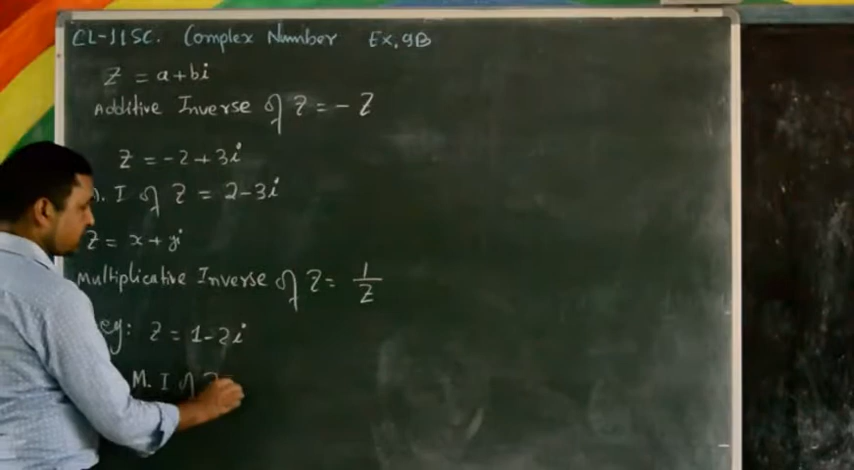 CL-11SC. Complex Number Ex. 9B
Z = a+bi
Additive Inverse of Z = - Z
Z = -2+3i
. I of Z = 2-3i
Z = x + yi
Multiplicative Inverse of Z = 1/Z
eg: Z = 1-2i
M. I of Z